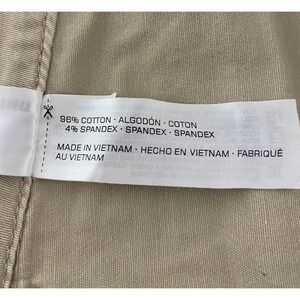 96% COTTON · ALGODÓN · COTON
4% SPANDEX · SPANDEX · SPANDEX
MADE IN VIETNAM · HECHO EN VIETNAM · FABRIQUÉ
AU VIETNAM